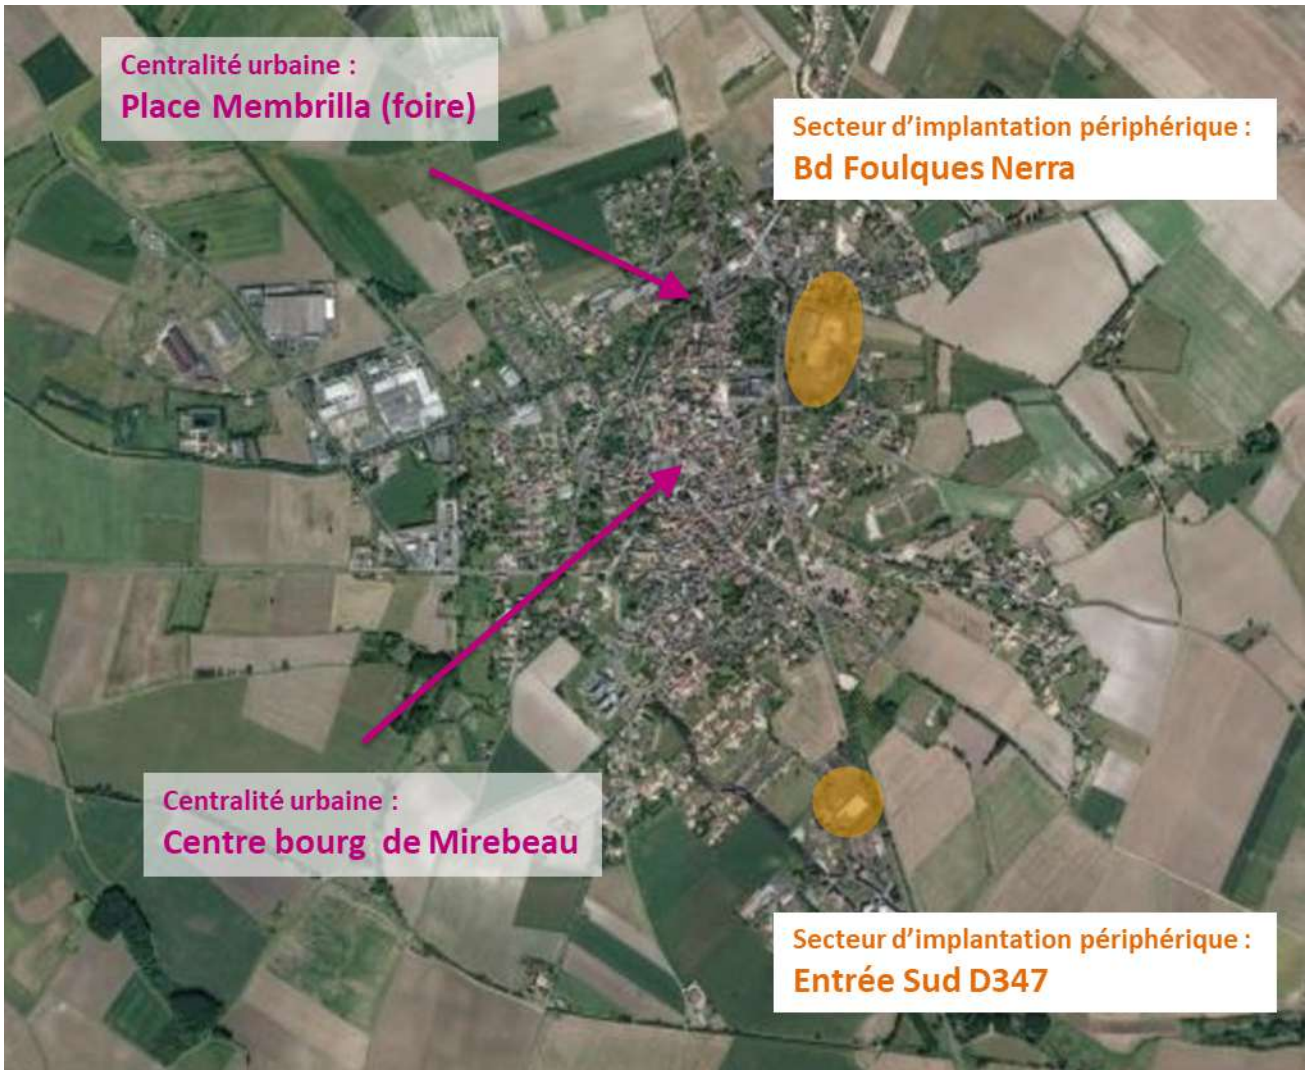 Centralité urbaine :
Place Membrilla (foire)
Secteur d'implantation périphérique :
Bd Foulques Nerra
Centralité urbaine :
Centre bourg de Mirebeau
Secteur d'implantation périphérique :
Entrée Sud D347